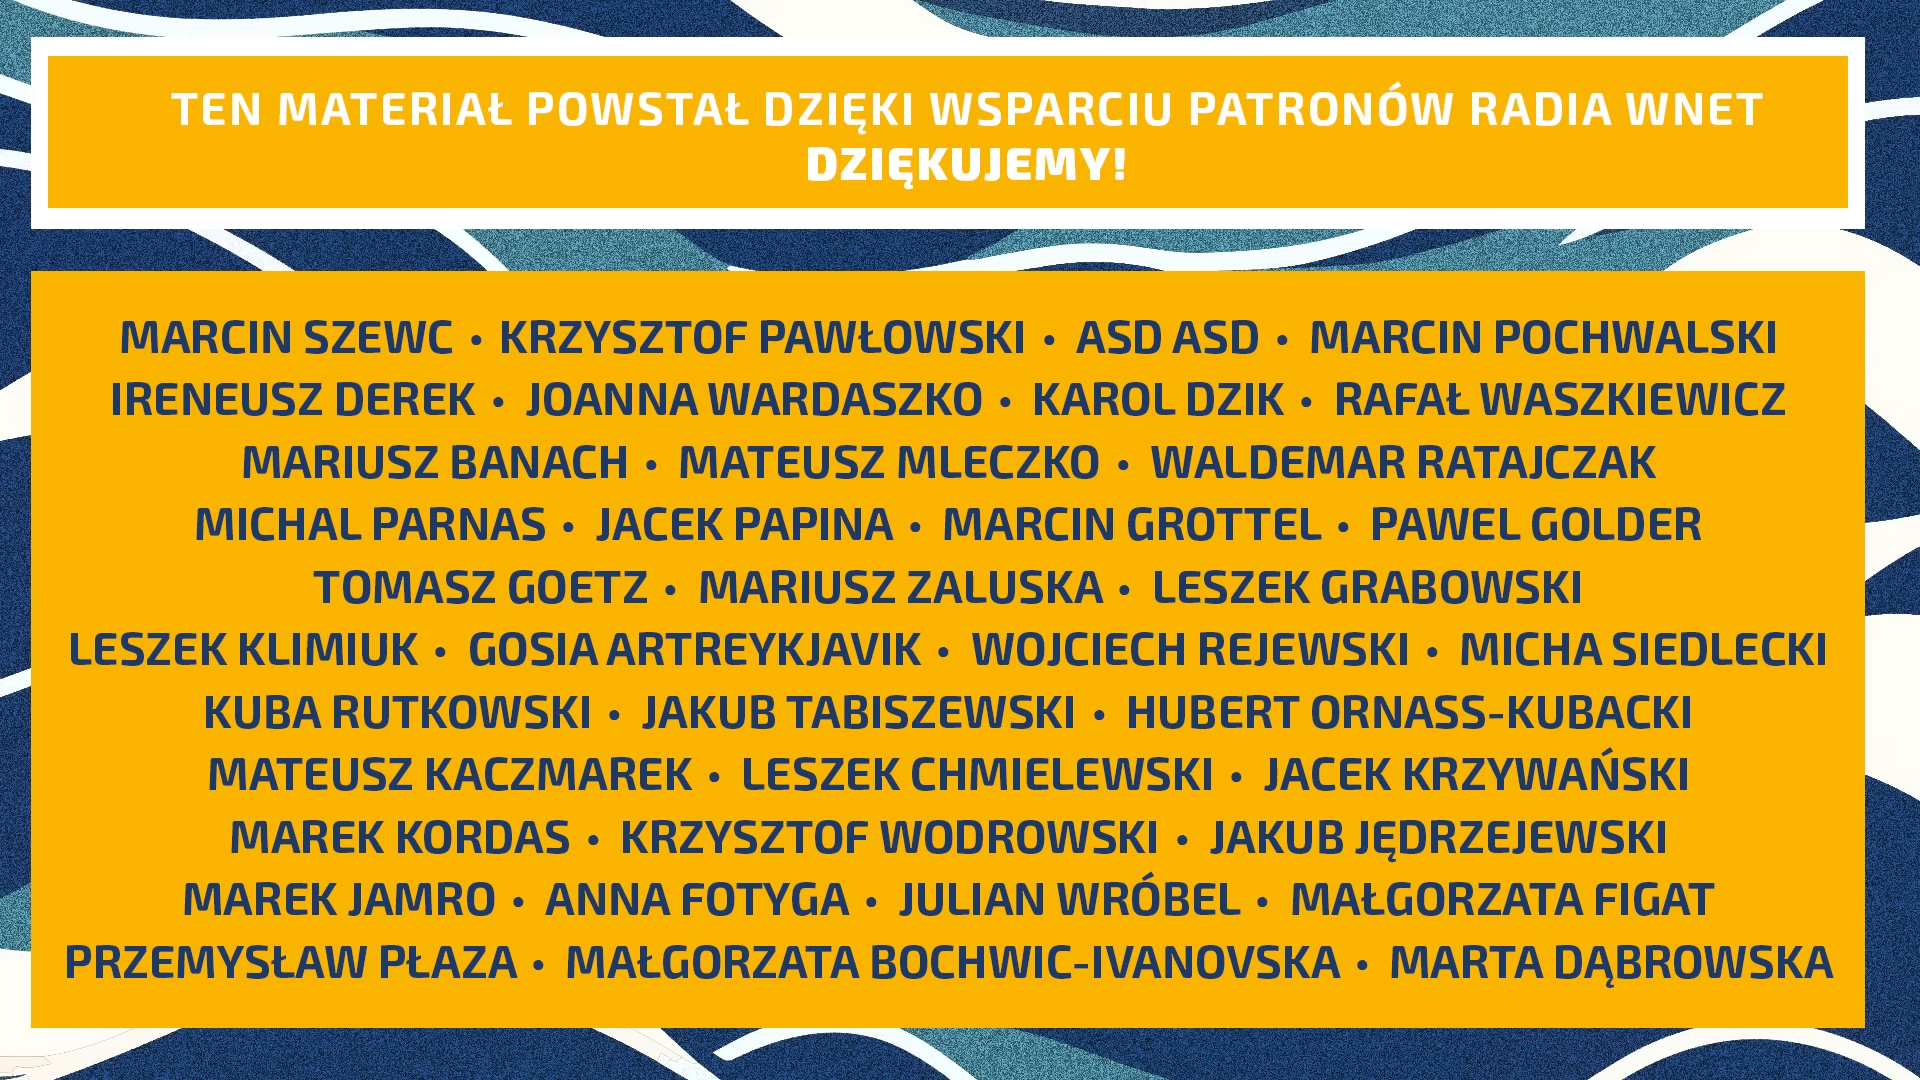 TEN MATERIAŁ POWSTAŁ DZIĘKI WSPARCIU PATRONÓW RADIA WNET
DZIĘKUJEMY!
MARCIN SZEWC • KRZYSZTOF PAWŁOWSKI • ASD ASD • MARCIN POCHWALSKI
IRENEUSZ DEREK • JOANNA WARDASZKO • KAROL DZIK • RAFAŁ WASZKIEWICZ
MARIUSZ BANACH • MATEUSZ MLECZKO • WALDEMAR RATAJCZAK
MICHAL PARNAS • JACEK PAPINA • MARCIN GROTTEL • PAWEL GOLDER
TOMASZ GOETZ • MARIUSZ ZALUSKA • LESZEK GRABOWSKI
LESZEK KLIMIUK • GOSIA ARTREYKJAVIK • WOJCIECH REJEWSKI • MICHA SIEDLECKI
KUBA RUTKOWSKI • JAKUB TABISZEWSKI • HUBERT ORNASS-KUBACKI
MATEUSZ KACZMAREK • LESZEK CHMIELEWSKI • JACEK KRZYWAŃSKI
MAREK KORDAS • KRZYSZTOF WODROWSKI • JAKUB JĘDRZEJEWSKI
MAREK JAMRO • ANNA FOTYGA • JULIAN WRÓBEL • MAŁGORZATA FIGAT
PRZEMYSŁAW PŁAZA • MAŁGORZATA BOCHWIC-IVANOVSKA • MARTA DĄBROWSKA